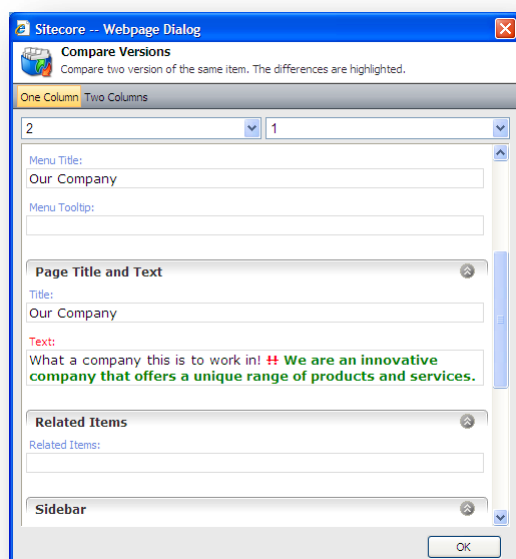 Sitecore -- Webpage Dialog
Compare Versions
Compare two version of the same item. The differences are highlighted.
One Column Two Columns
2 1
Menu Title:
Our Company
Menu Tooltip:
Page Title and Text
Title:
Our Company
Text:
What a company this is to work in! !! We are an innovative
company that offers a unique range of products and services.
Related Items
Related Items:
Sidebar
OK